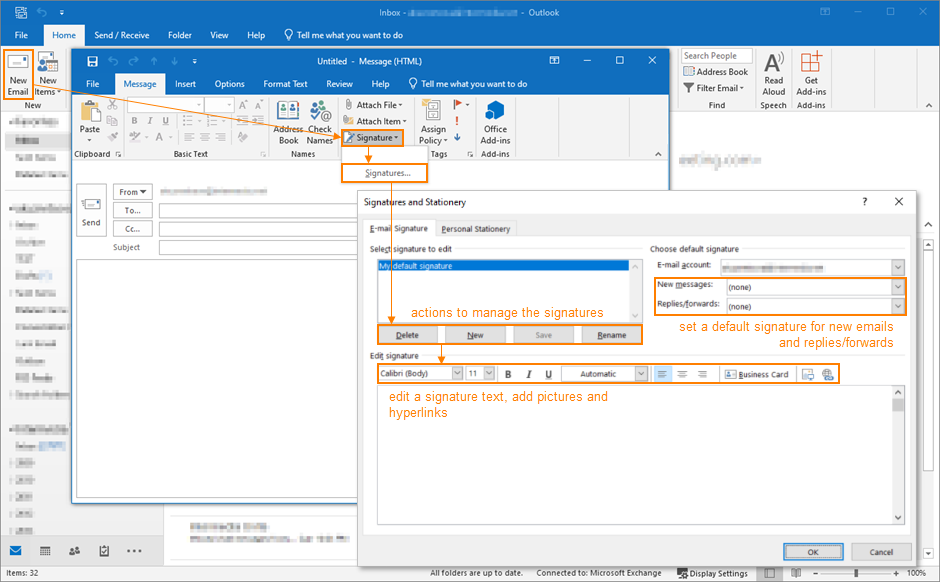 Inbox - - Outlook
File Home Send / Receive Folder View Help Tell me what you want to do
New Email
New Items
New
Search People
Address Book
Filter Email
Find
Read Aloud
Speech
Get Add-ins
Add-ins
Untitled - Message (HTML)
File Message Insert Options Format Text Review Help Tell me what you want to do
Paste
Clipboard
B I U
A
Basic Text
Address Book
Check Names
Names
Attach File
Attach Item
Signature
Signatures...
Assign Policy
Tags
Office Add-ins
Add-ins
Send
From
To...
Cc...
Subject
Signatures and Stationery
? ×
E-mail Signature Personal Stationery
Select signature to edit
My default signature
actions to manage the signatures
Delete New Save Rename
Choose default signature
E-mail account:
New messages: (none)
Replies/forwards: (none)
set a default signature for new emails
and replies/forwards
Edit signature
Calibri (Body) 11 B I U Automatic Business Card
edit a signature text, add pictures and
hyperlinks
OK Cancel
Items: 32
All folders are up to date. Connected to: Microsoft Exchange Display Settings 100%